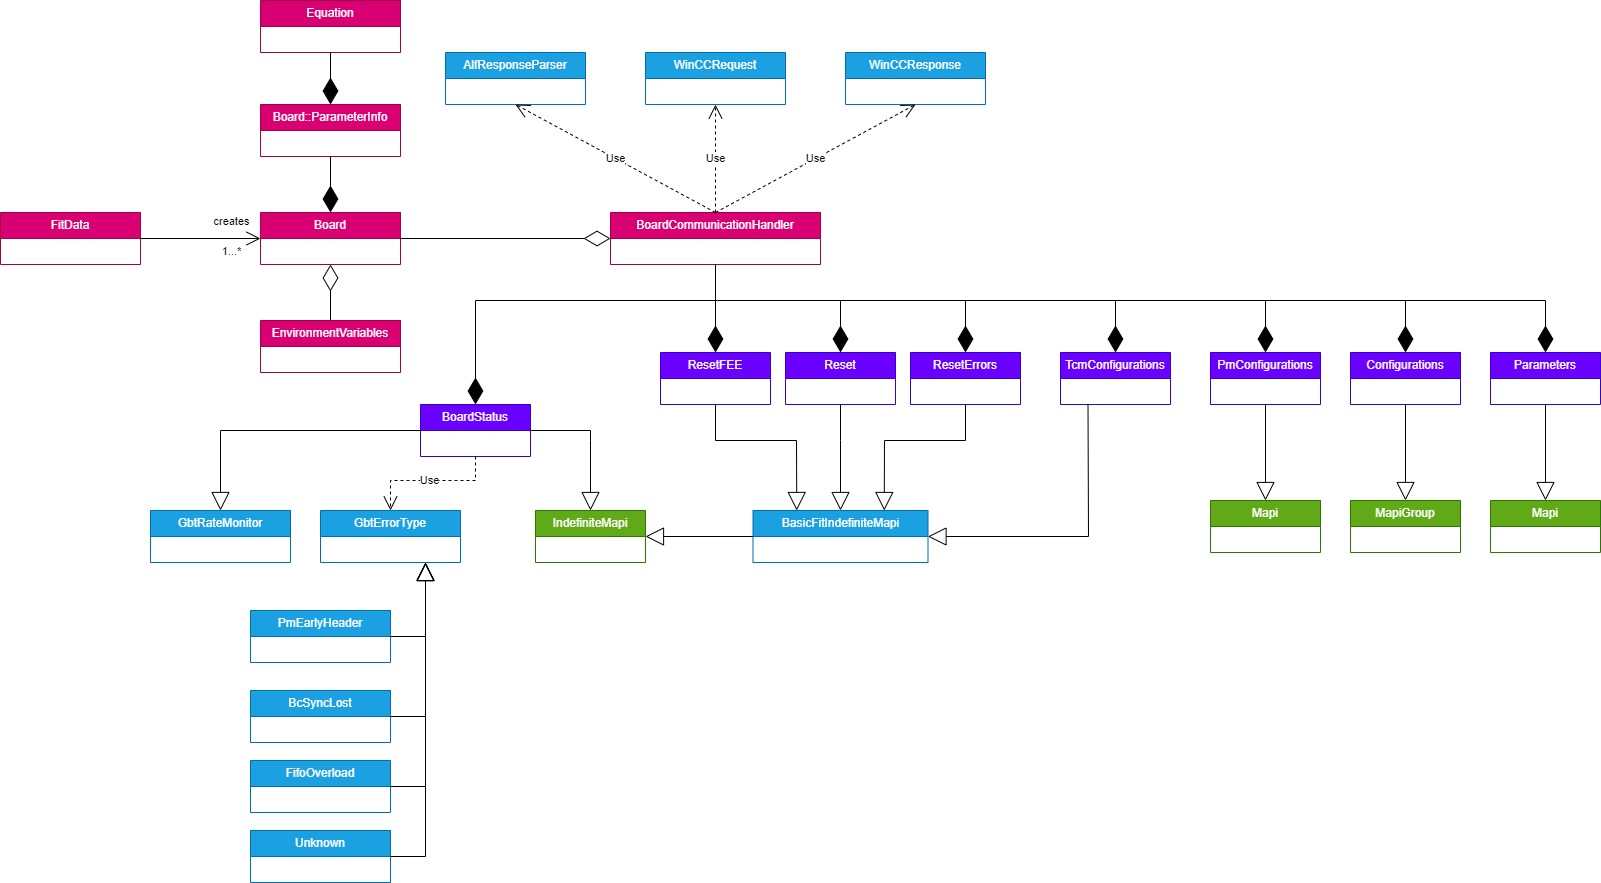 Equation
AlfResponseParser
WinCCRequest
WinCCResponse
Board::ParameterInfo
Use
Use
Use
FitData
creates
1...*
Board
BoardCommunicationHandler
EnvironmentVariables
ResetFEE
Reset
ResetErrors
TcmConfigurations
PmConfigurations
Configurations
Parameters
BoardStatus
Use
GbtRateMonitor
GbtErrorType
IndefiniteMapi
BasicFitIndefiniteMapi
Mapi
MapiGroup
Mapi
PmEarlyHeader
BcSyncLost
FifoOverload
Unknown